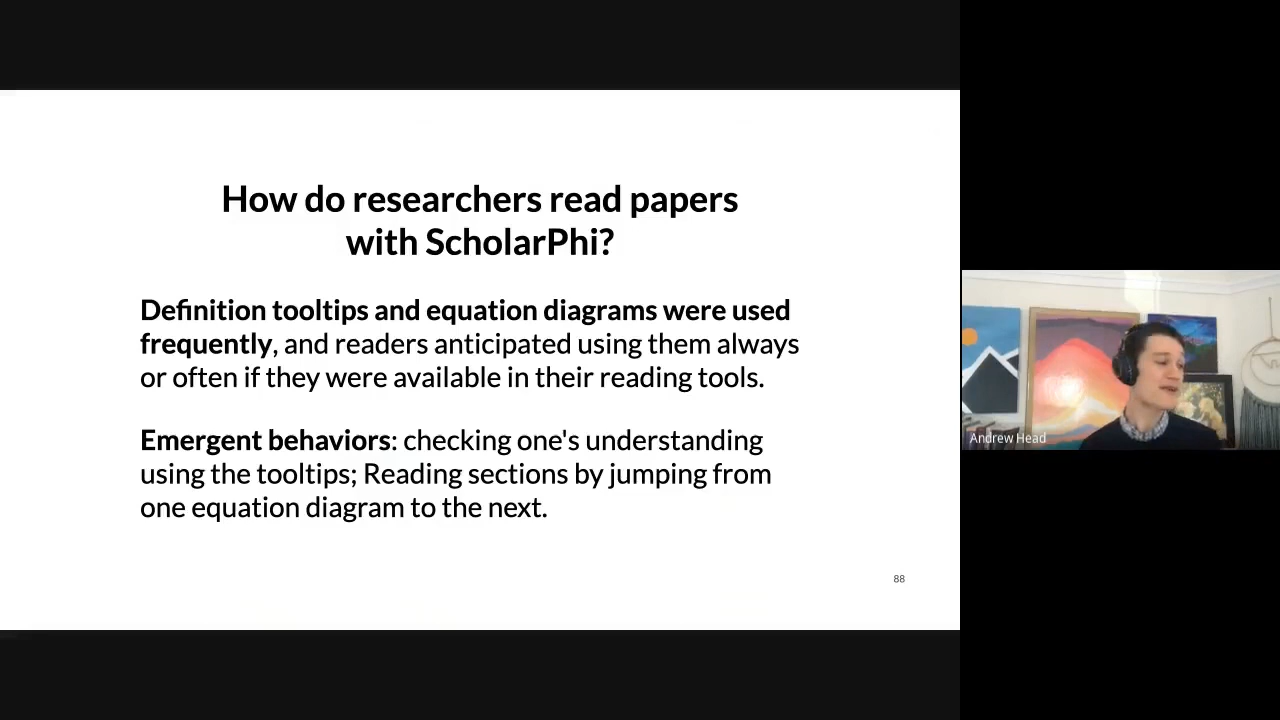 How do researchers read papers
with ScholarPhi?
Definition tooltips and equation diagrams were used
frequently, and readers anticipated using them always
or often if they were available in their reading tools.
Emergent behaviors: checking one's understanding
using the tooltips; Reading sections by jumping from
one equation diagram to the next.
88
Andrew Head